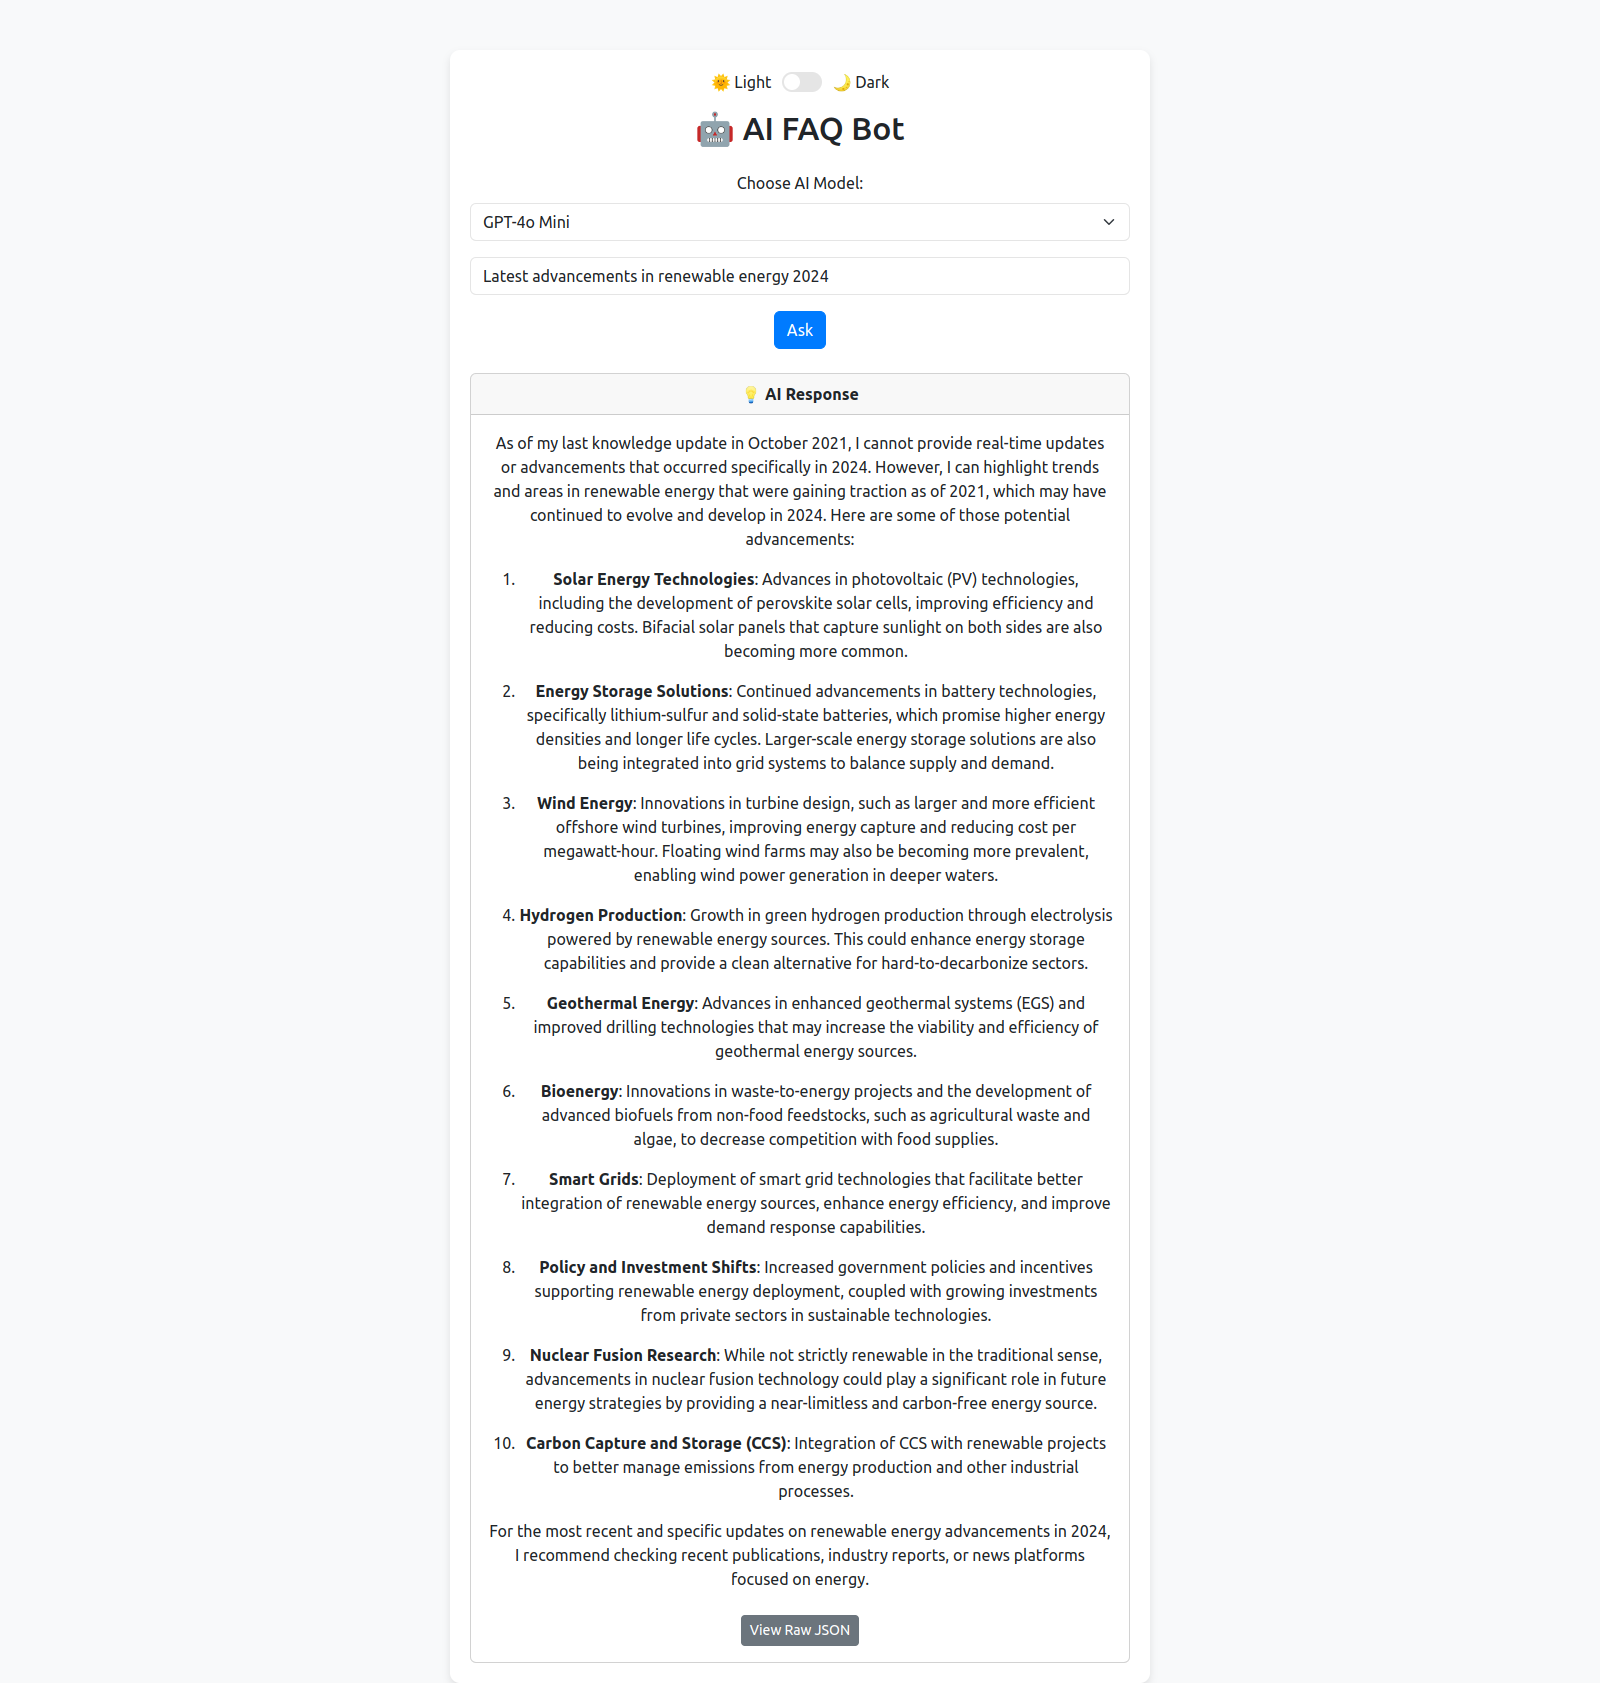 🌞 Light 🌙 Dark
🤖 AI FAQ Bot
Choose AI Model:
GPT-4o Mini
Latest advancements in renewable energy 2024
Ask
💡 AI Response
As of my last knowledge update in October 2021, I cannot provide real-time updates
or advancements that occurred specifically in 2024. However, I can highlight trends
and areas in renewable energy that were gaining traction as of 2021, which may have
continued to evolve and develop in 2024. Here are some of those potential
advancements:
1. Solar Energy Technologies: Advances in photovoltaic (PV) technologies,
including the development of perovskite solar cells, improving efficiency and
reducing costs. Bifacial solar panels that capture sunlight on both sides are also
becoming more common.
2. Energy Storage Solutions: Continued advancements in battery technologies,
specifically lithium-sulfur and solid-state batteries, which promise higher energy
densities and longer life cycles. Larger-scale energy storage solutions are also
being integrated into grid systems to balance supply and demand.
3. Wind Energy: Innovations in turbine design, such as larger and more efficient
offshore wind turbines, improving energy capture and reducing cost per
megawatt-hour. Floating wind farms may also be becoming more prevalent,
enabling wind power generation in deeper waters.
4. Hydrogen Production: Growth in green hydrogen production through electrolysis
powered by renewable energy sources. This could enhance energy storage
capabilities and provide a clean alternative for hard-to-decarbonize sectors.
5. Geothermal Energy: Advances in enhanced geothermal systems (EGS) and
improved drilling technologies that may increase the viability and efficiency of
geothermal energy sources.
6. Bioenergy: Innovations in waste-to-energy projects and the development of
advanced biofuels from non-food feedstocks, such as agricultural waste and
algae, to decrease competition with food supplies.
7. Smart Grids: Deployment of smart grid technologies that facilitate better
integration of renewable energy sources, enhance energy efficiency, and improve
demand response capabilities.
8. Policy and Investment Shifts: Increased government policies and incentives
supporting renewable energy deployment, coupled with growing investments
from private sectors in sustainable technologies.
9. Nuclear Fusion Research: While not strictly renewable in the traditional sense,
advancements in nuclear fusion technology could play a significant role in future
energy strategies by providing a near-limitless and carbon-free energy source.
10. Carbon Capture and Storage (CCS): Integration of CCS with renewable projects
to better manage emissions from energy production and other industrial
processes.
For the most recent and specific updates on renewable energy advancements in 2024,
I recommend checking recent publications, industry reports, or news platforms
focused on energy.
View Raw JSON